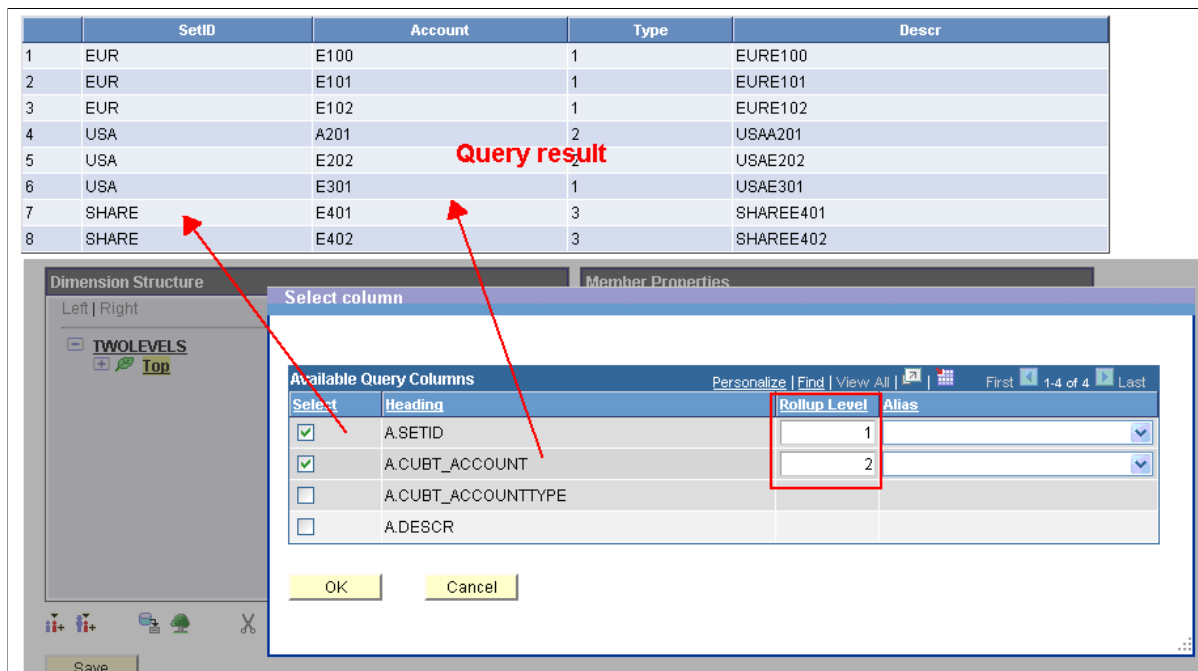 SetID Account Type Descr
1 EUR E100 1 EURE100
2 EUR E101 1 EURE101
3 EUR E102 1 EURE102
4 USA A201 2 USAA201
Query result
5 USA E202 2 USAE202
6 USA E301 1 USAE301
7 SHARE E401 3 SHAREE401
8 SHARE E402 3 SHAREE402
Dimension Structure Member Properties
Left | Right
TWOLEVELS
Top
Select column
Available Query Columns Personalize | Find | View All | | First 1-4 of 4 Last
Select Heading Rollup Level Alias
A.SETID 1
A.CUBT_ACCOUNT 2
A.CUBT_ACCOUNTTYPE
A.DESCR
OK Cancel
Save